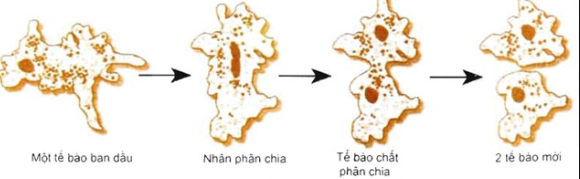 Một tế bào ban đầu
Nhân phân chia
Tế bào chất
phân chia
2 tế bào mới